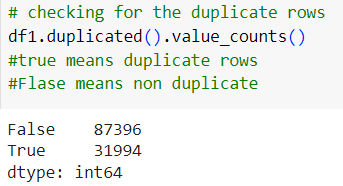 # checking for the duplicate rows
df1.duplicated().value_counts()
#true means duplicate rows
#Flase means non duplicate
False    87396
True     31994
dtype: int64